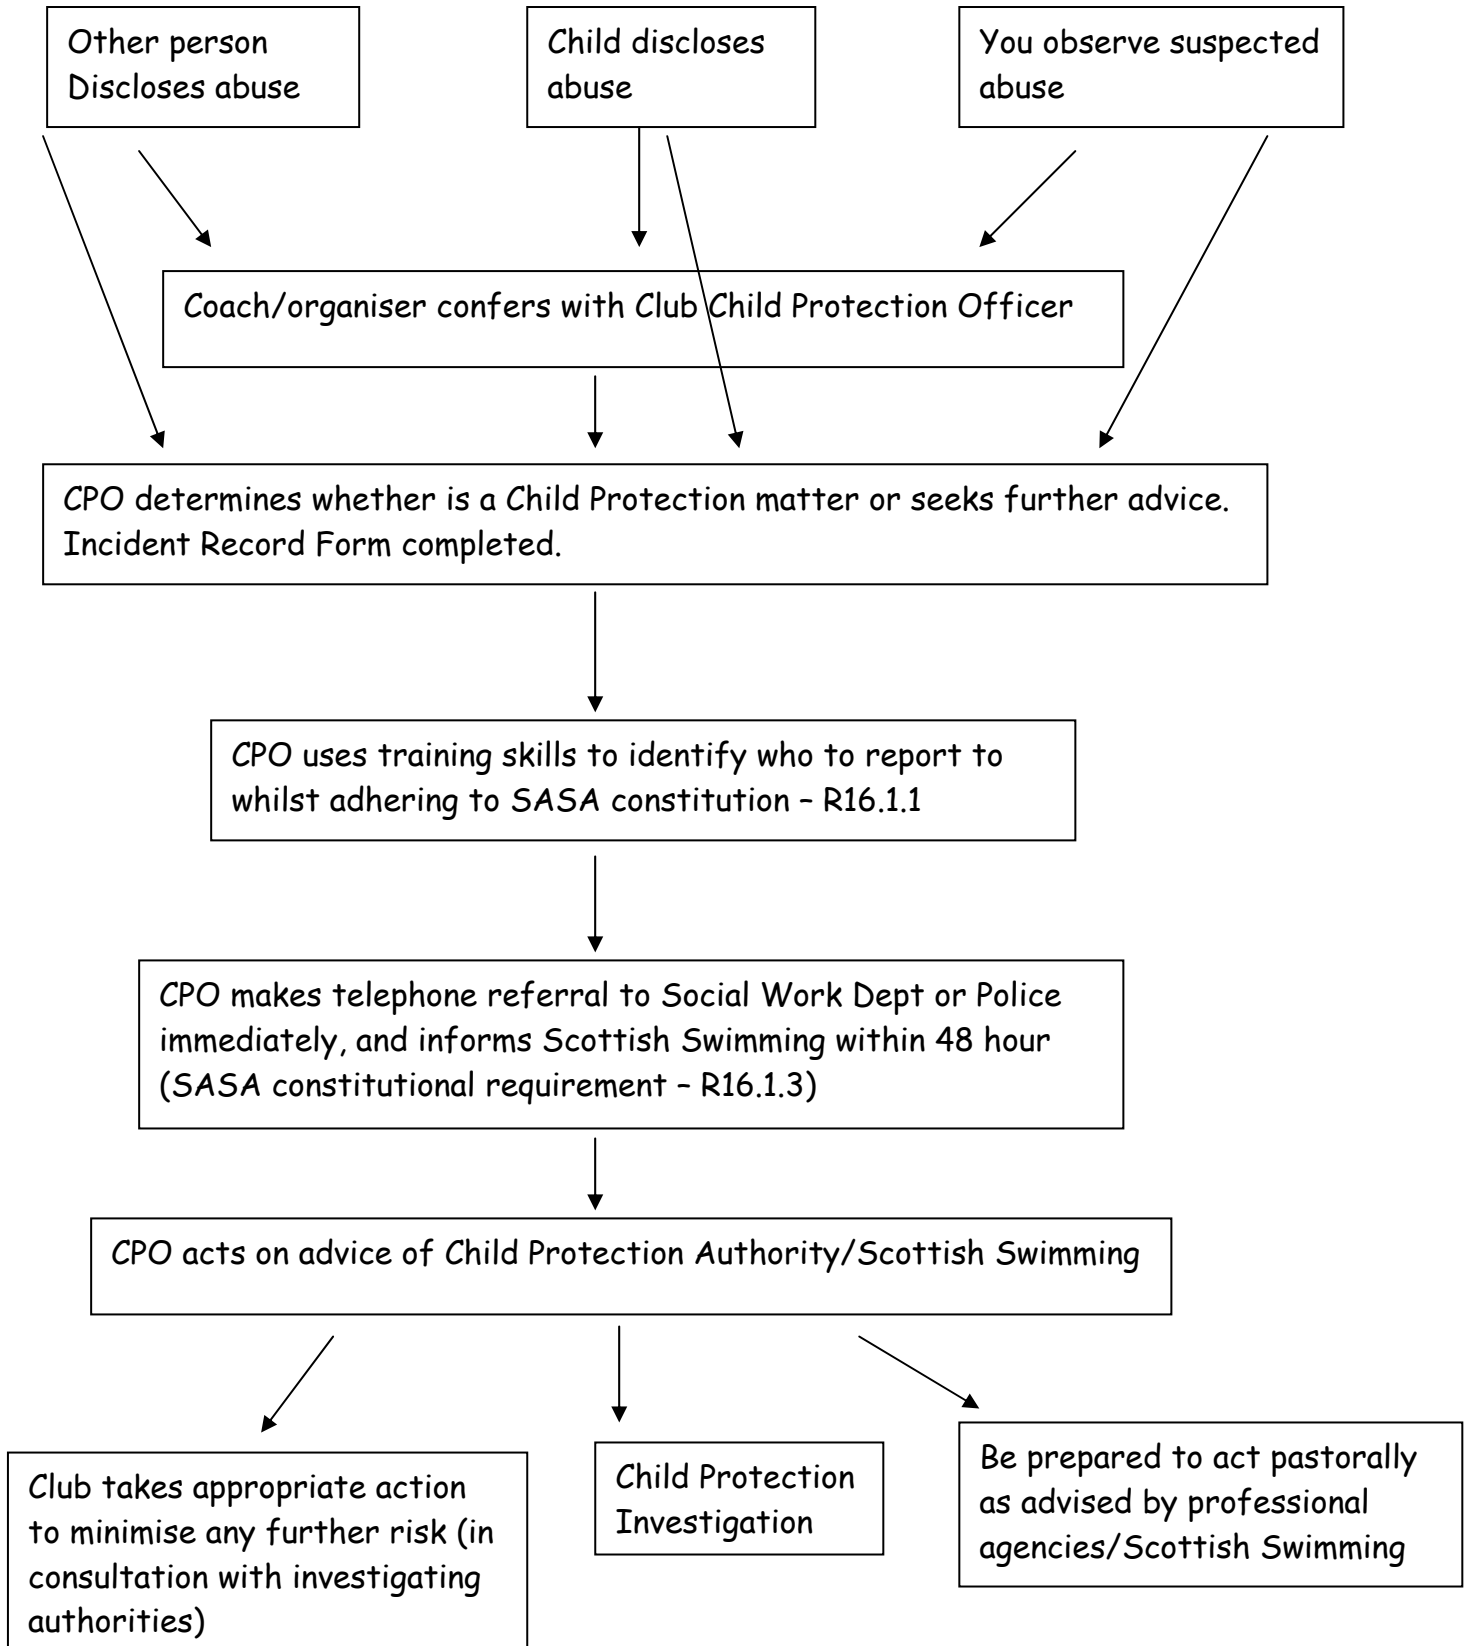 Other person
Discloses abuse
Child discloses
abuse
You observe suspected
abuse
Coach/organiser confers with Club Child Protection Officer
CPO determines whether is a Child Protection matter or seeks further advice.
Incident Record Form completed.
CPO uses training skills to identify who to report to
whilst adhering to SASA constitution – R16.1.1
CPO makes telephone referral to Social Work Dept or Police
immediately, and informs Scottish Swimming within 48 hour
(SASA constitutional requirement – R16.1.3)
CPO acts on advice of Child Protection Authority/Scottish Swimming
Club takes appropriate action
to minimise any further risk (in
consultation with investigating
authorities)
Child Protection
Investigation
Be prepared to act pastorally
as advised by professional
agencies/Scottish Swimming